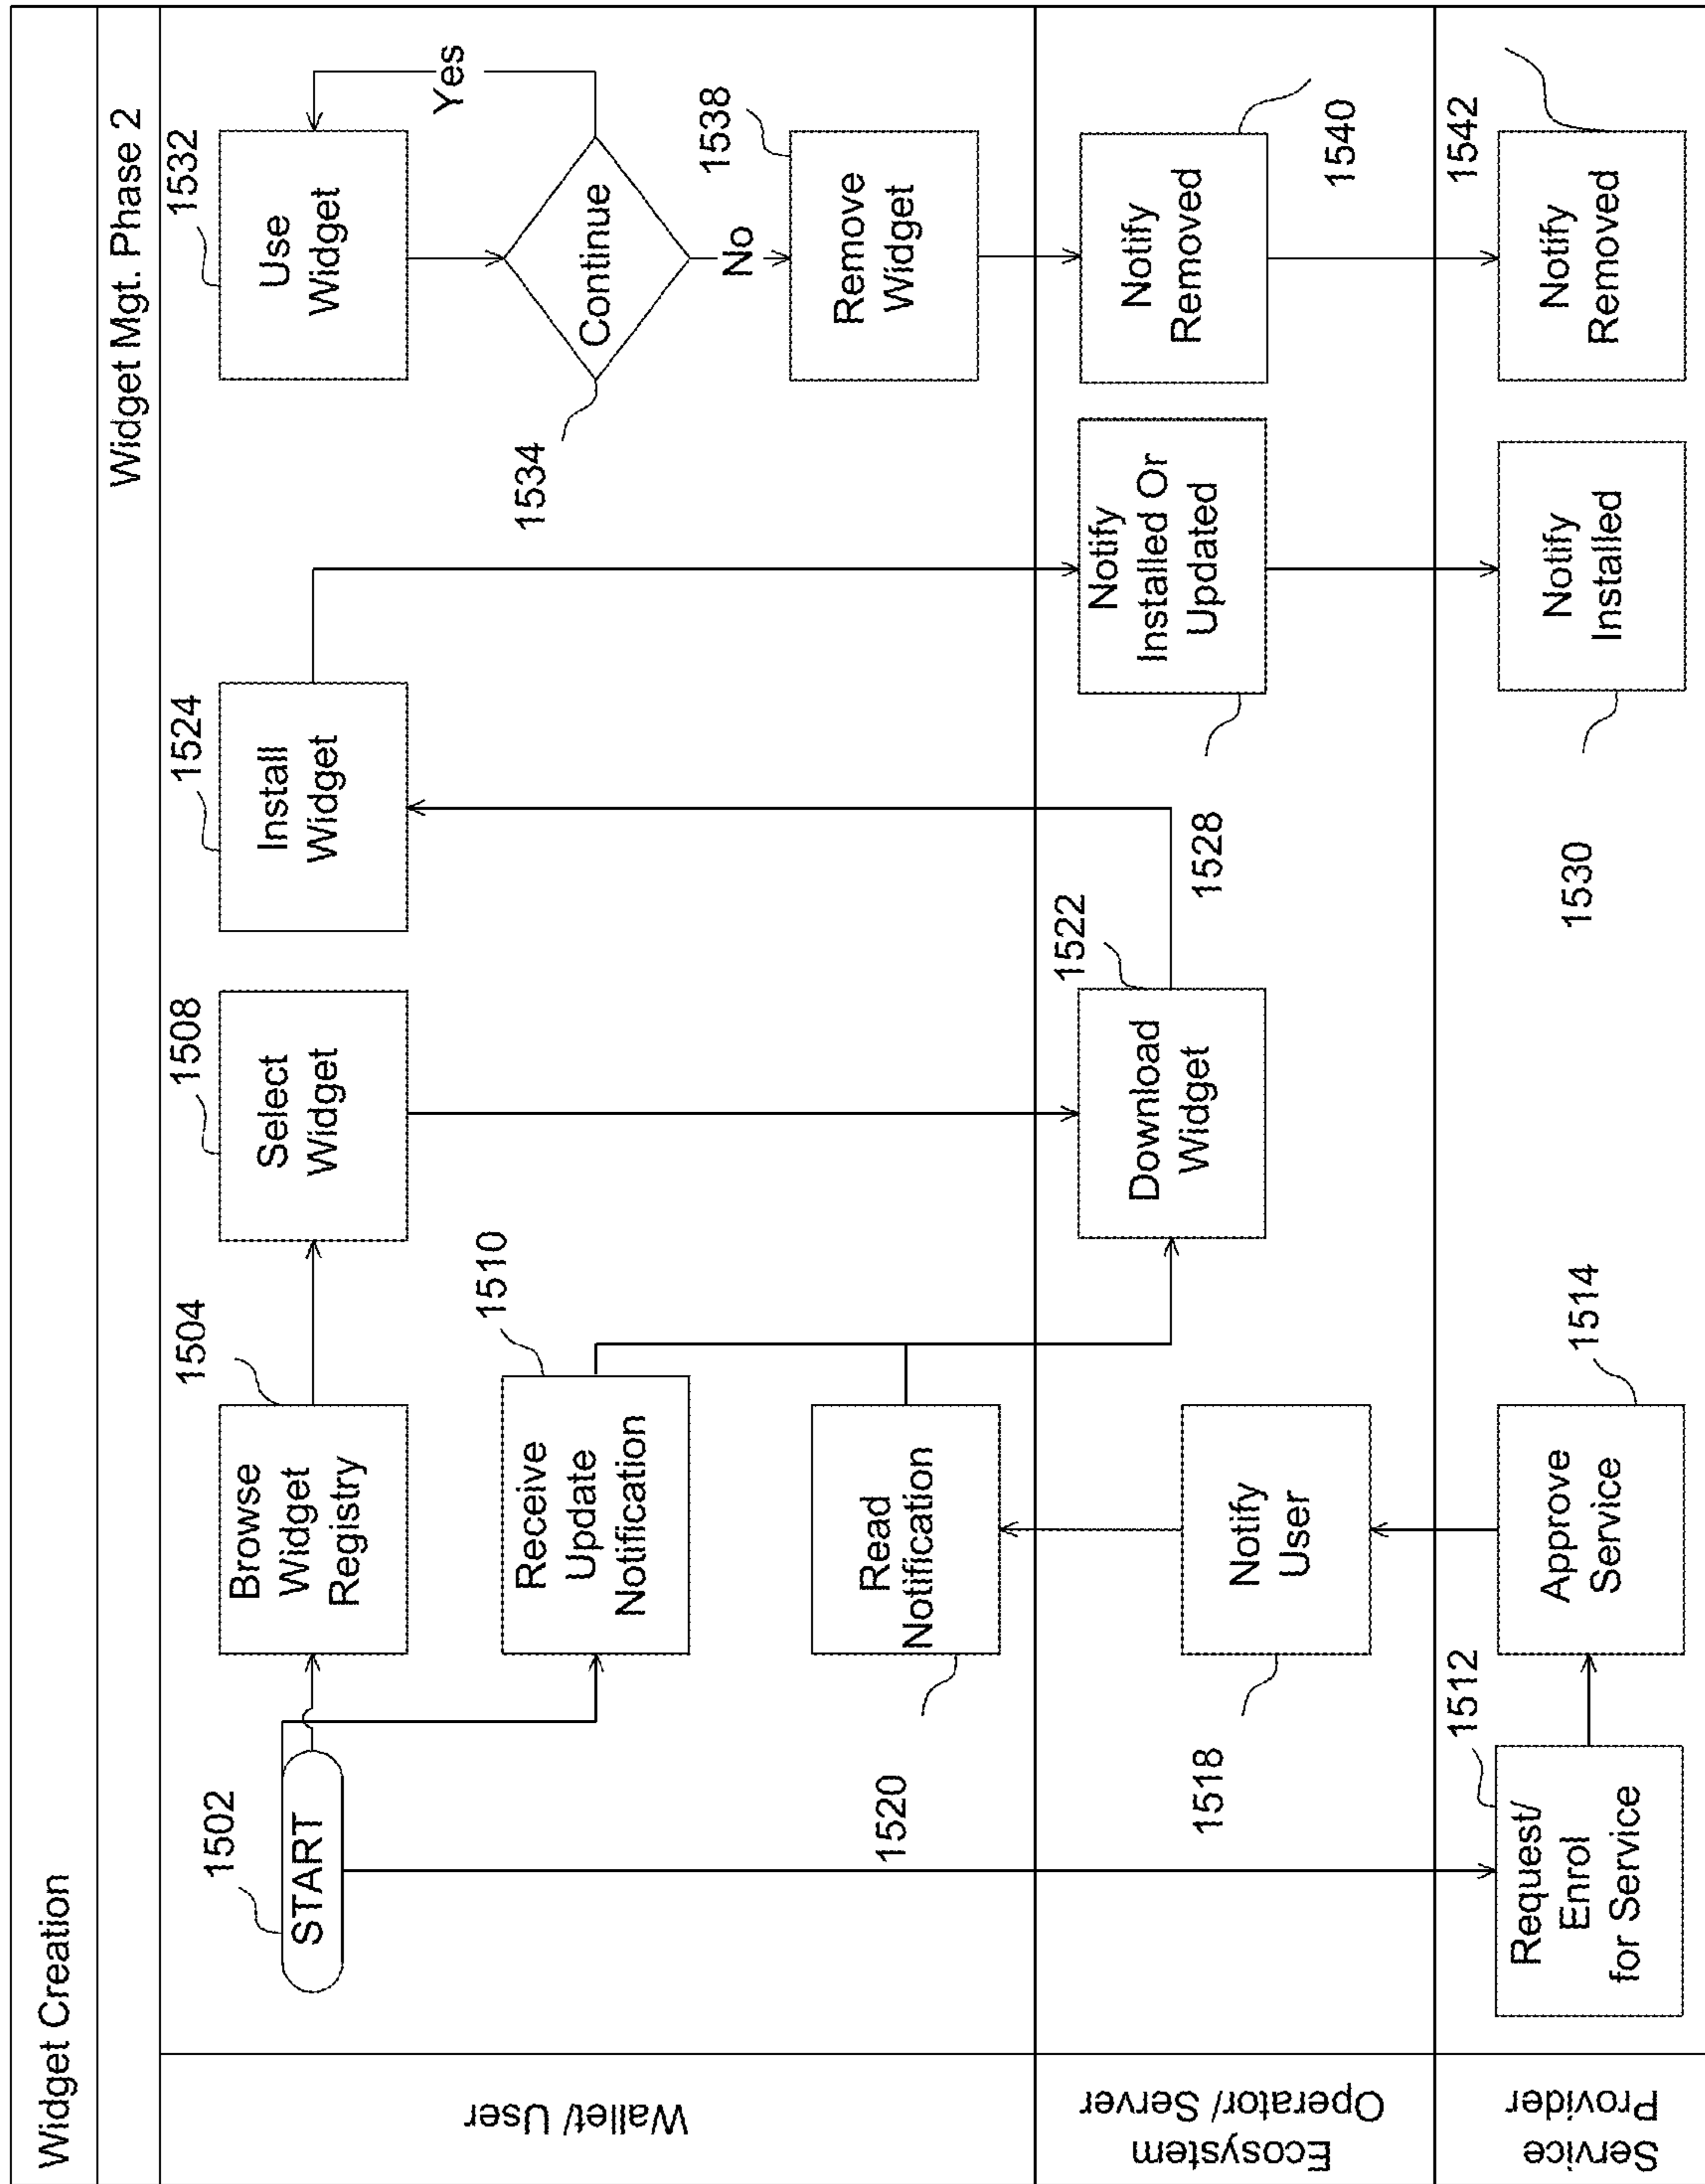 Widget Creation
Widget Mgt. Phase 2
Wallet/ User
1502
START
1504
Browse
Widget
Registry
1508
Select
Widget
1524
Install
Widget
1532
Use
Widget
Yes
1510
Receive
Update
Notification
1534
Continue
No
1520
Read
Notification
1538
Remove
Widget
Ecosystem
Operator/ Server
1518
Notify
User
1522
Download
Widget
1528
Notify
Installed Or
Updated
1540
Notify
Removed
Service
Provider
1512
Request/
Enrol
for Service
1514
Approve
Service
1530
Notify
Installed
1542
Notify
Removed